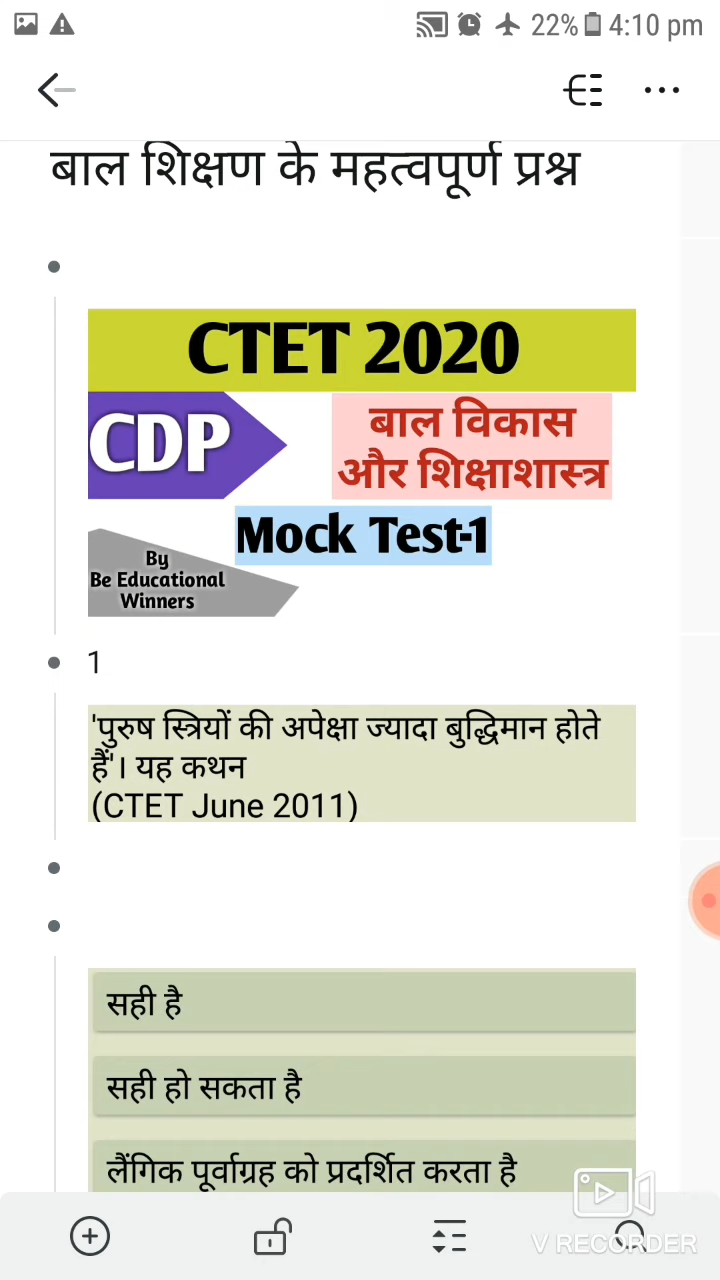 22% 4:10 pm
बाल शिक्षण के महत्वपूर्ण प्रश्न
CTET 2020
CDP
बाल विकास
और शिक्षाशास्त्र
Mock Test-1
By
Be Educational
Winners
1
'पुरुष स्त्रियों की अपेक्षा ज्यादा बुद्धिमान होते
हैं'। यह कथन
(CTET June 2011)
सही है
सही हो सकता है
लैंगिक पूर्वाग्रह को प्रदर्शित करता है
V RECORDER